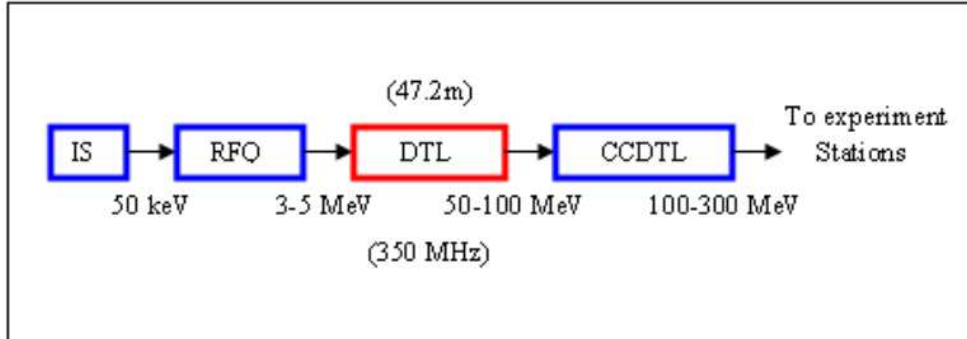 (47.2m)
IS
RFQ
DTL
CCDTL
To experiment
Stations
50 keV
3-5 MeV
50-100 MeV
100-300 MeV
(350 MHz)